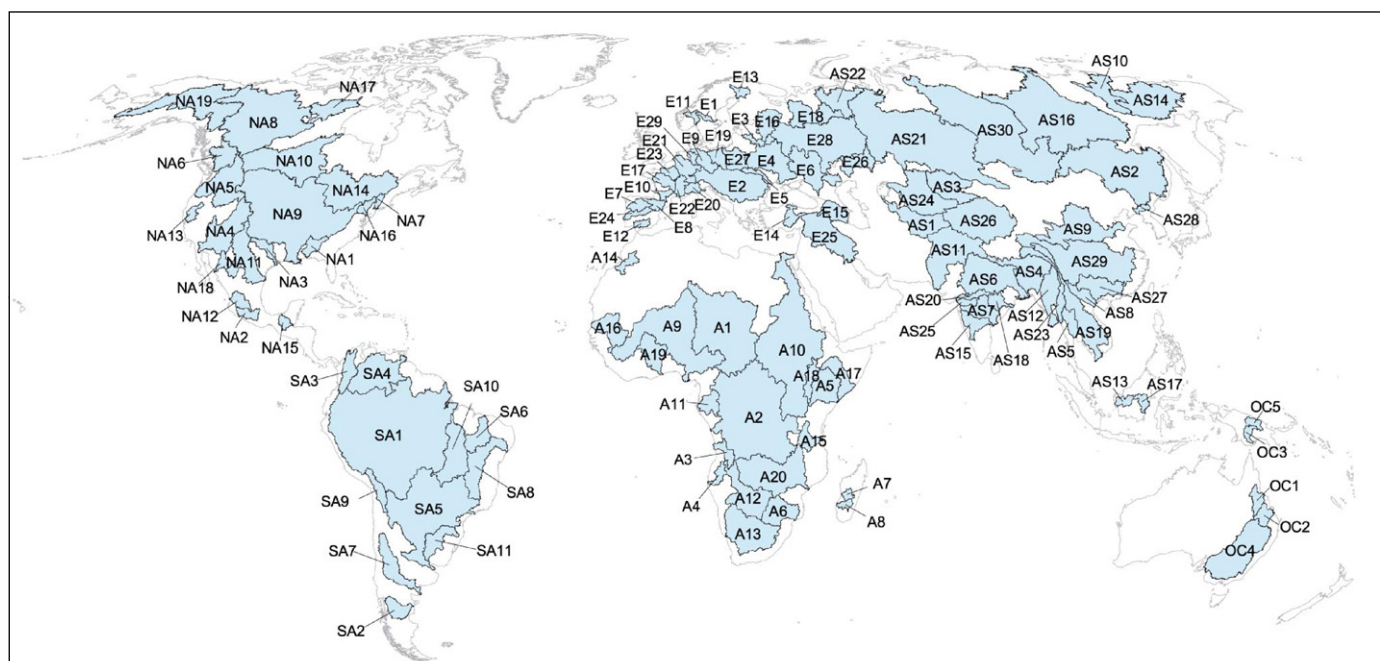 NA17
NA19
NA8
NA6
NA10
NA5
NA14
NA9
NA7
NA13
NA4
NA16
NA11
NA1
NA18
NA3
NA12
NA2
NA15
SA3
SA4
SA10
SA6
SA1
SA9
SA8
SA5
SA7
SA11
SA2
E13
E11
E1
E29
E3
E16
E18
E21
E9
E19
E28
E23
E17
E27
E4
E26
E10
E6
E7
E2
E5
E24
E22
E20
E15
E12
E8
E14
E25
A14
A16
A9
A1
A19
A10
A17
A18
A5
A11
A2
A15
A3
A20
A4
A12
A7
A6
A8
A13
AS10
AS22
AS14
AS30
AS16
AS21
AS2
AS3
AS24
AS28
AS1
AS26
AS9
AS11
AS29
AS6
AS4
AS20
AS27
AS7
AS12
AS8
AS25
AS23
AS19
AS15
AS18
AS5
AS13
AS17
OC5
OC3
OC1
OC2
OC4